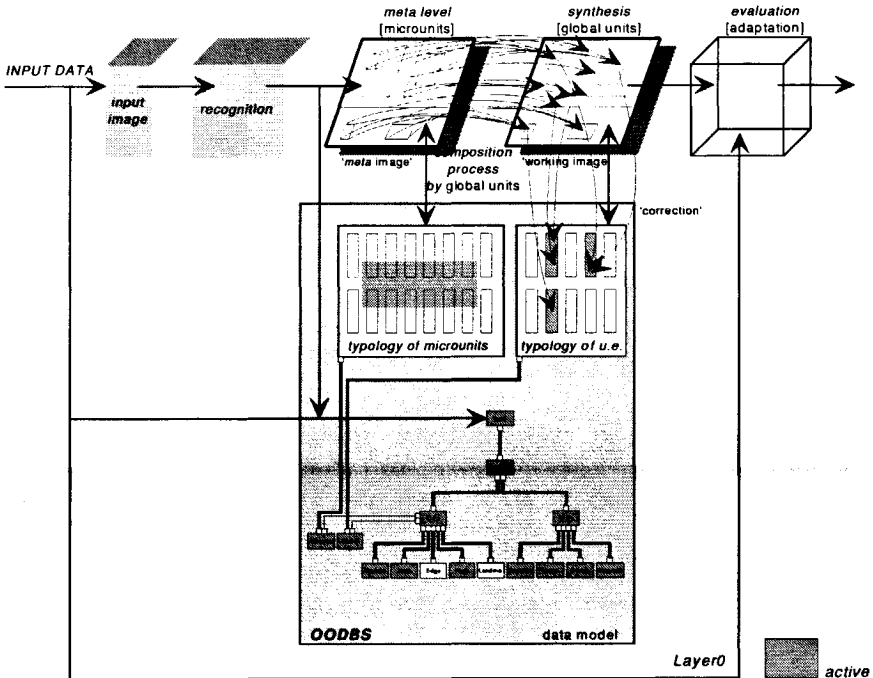 meta level
[microunits]
synthesis
[global units]
evaluation
[adaptation]
INPUT DATA
input
image
recognition
'meta image'
composition
process
by global units
'working image
'correction'
typology of microunits
typology of u.e.
Edge
Landmar
OODBS
data model
Layer0
active